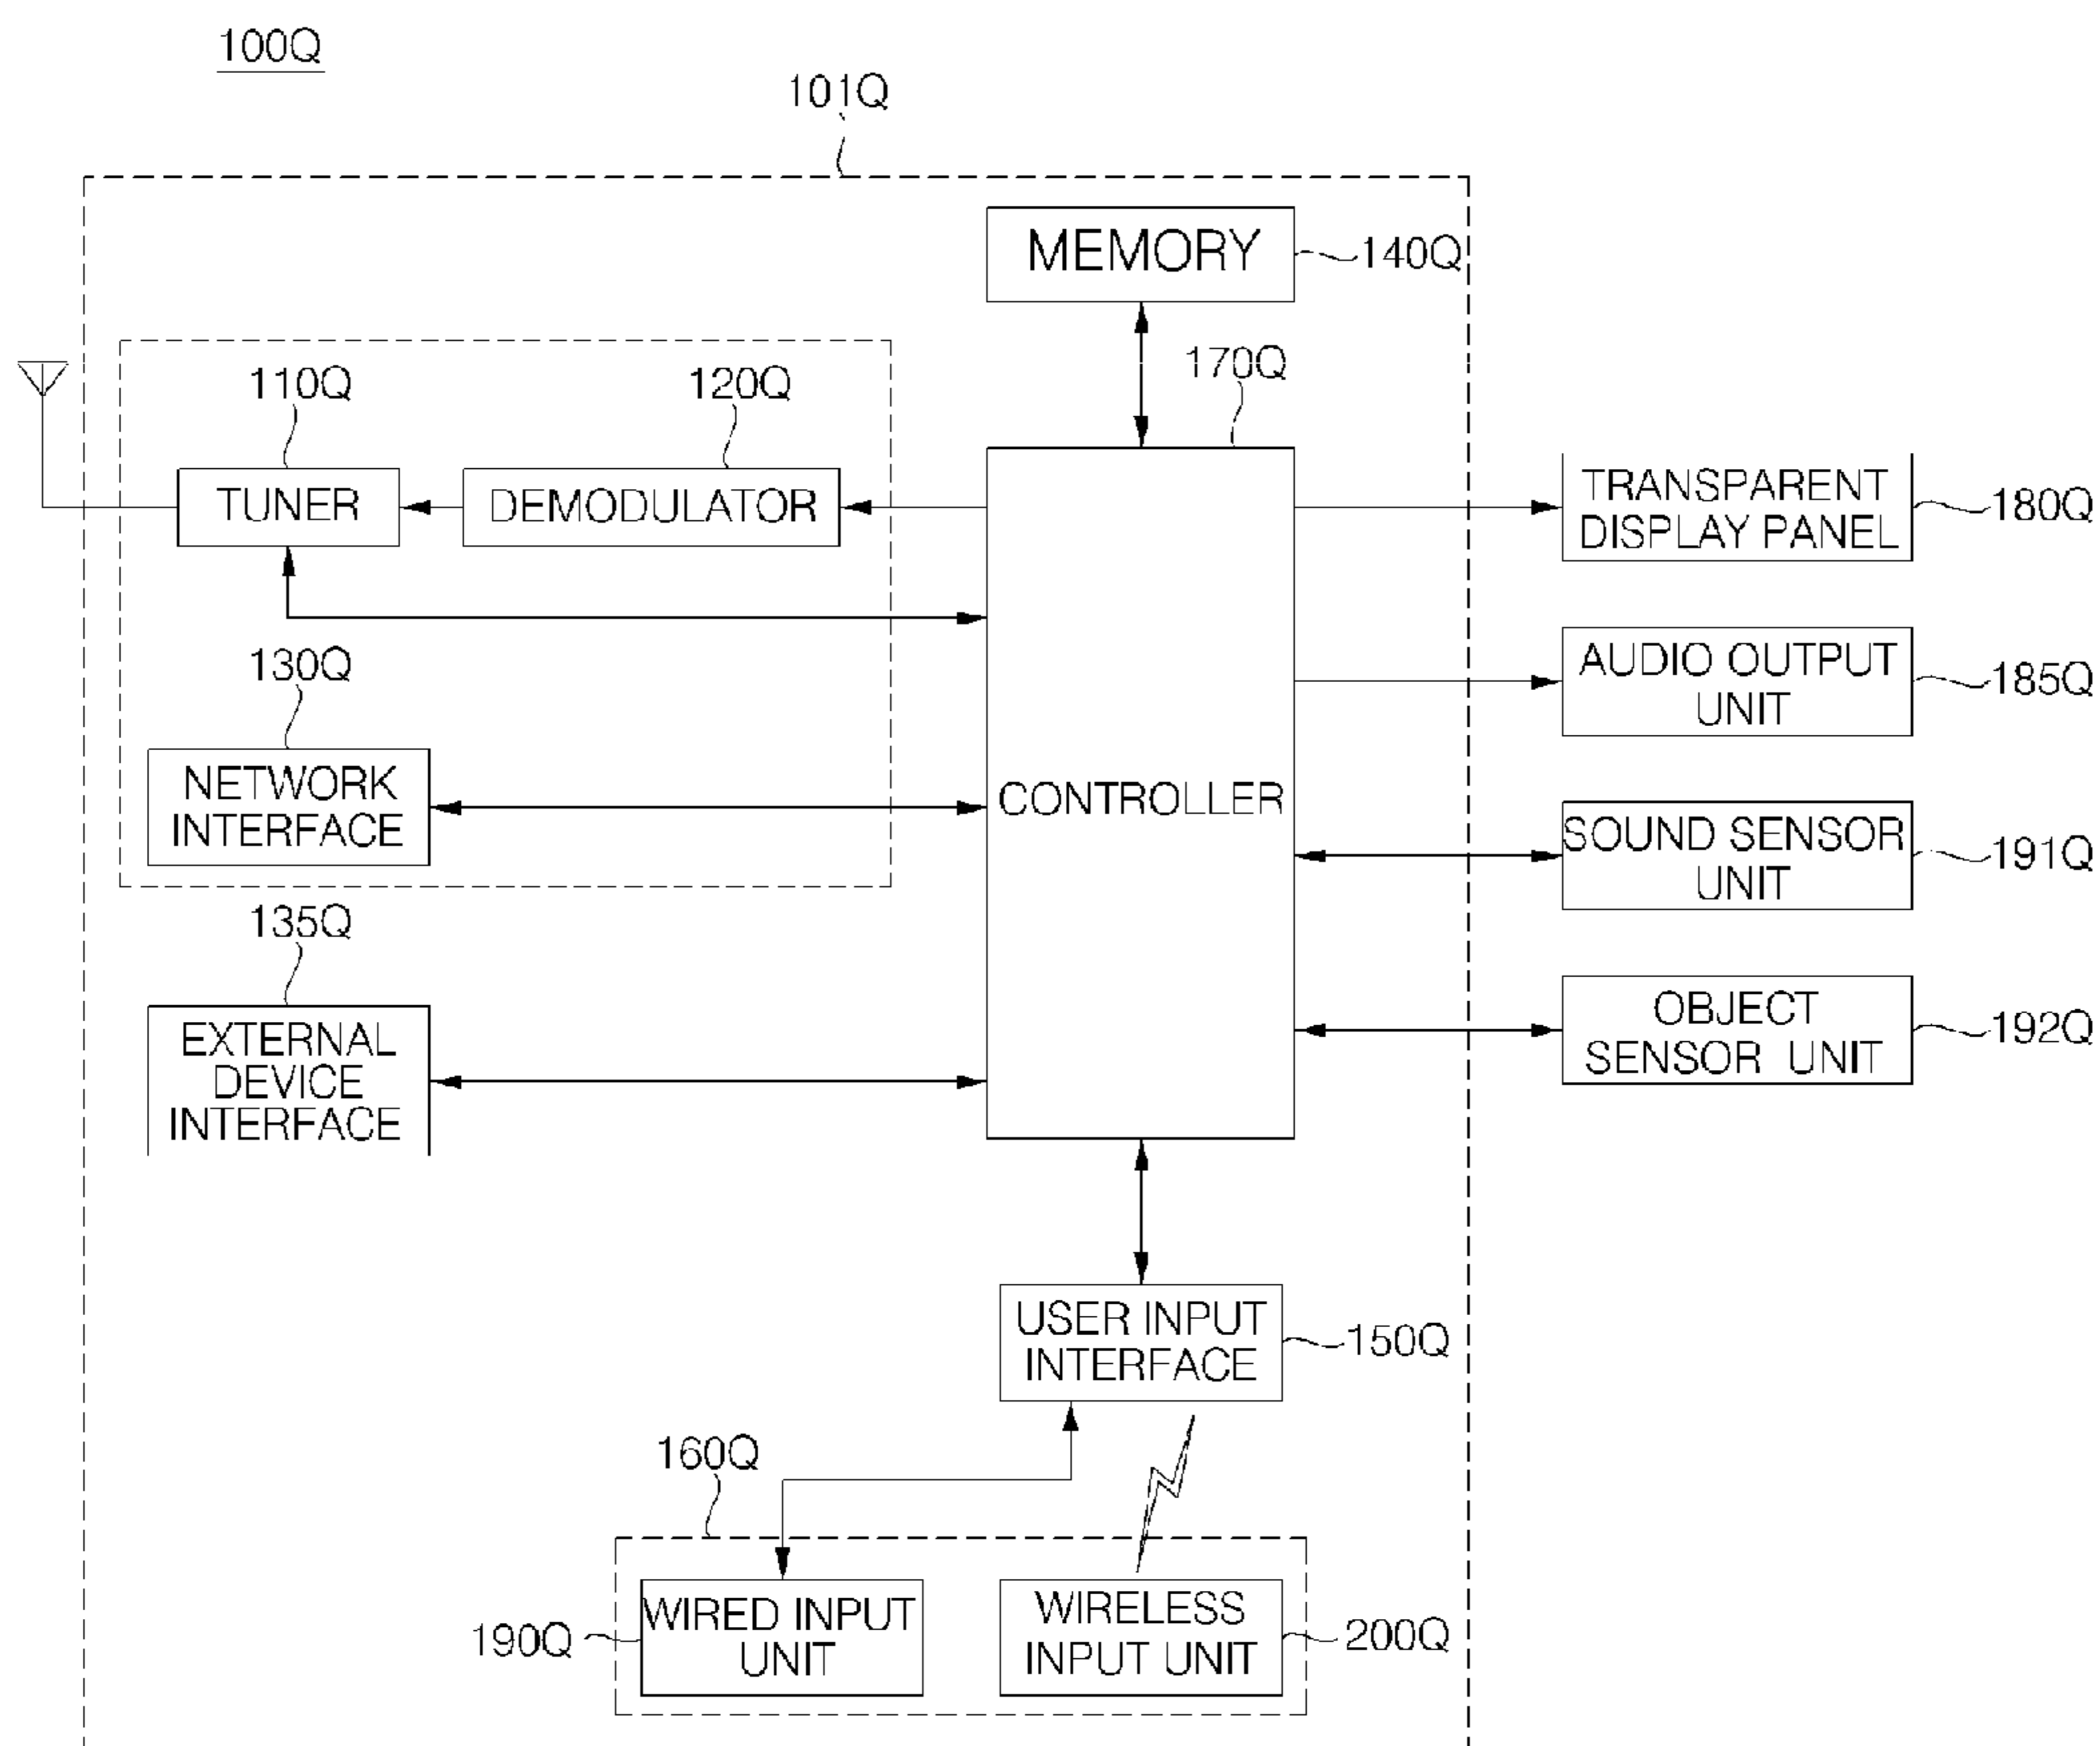 100Q
101Q
MEMORY
140Q
170Q
110Q
120Q
TUNER
DEMODULATOR
TRANSPARENT
DISPLAY PANEL
180Q
130Q
AUDIO OUTPUT
UNIT
185Q
NETWORK
INTERFACE
CONTROLLER
SOUND SENSOR
UNIT
191Q
135Q
EXTERNAL
DEVICE
INTERFACE
OBJECT
SENSOR UNIT
192Q
USER INPUT
INTERFACE
150Q
160Q
190Q
WIRED INPUT
UNIT
WIRELESS
INPUT UNIT
200Q